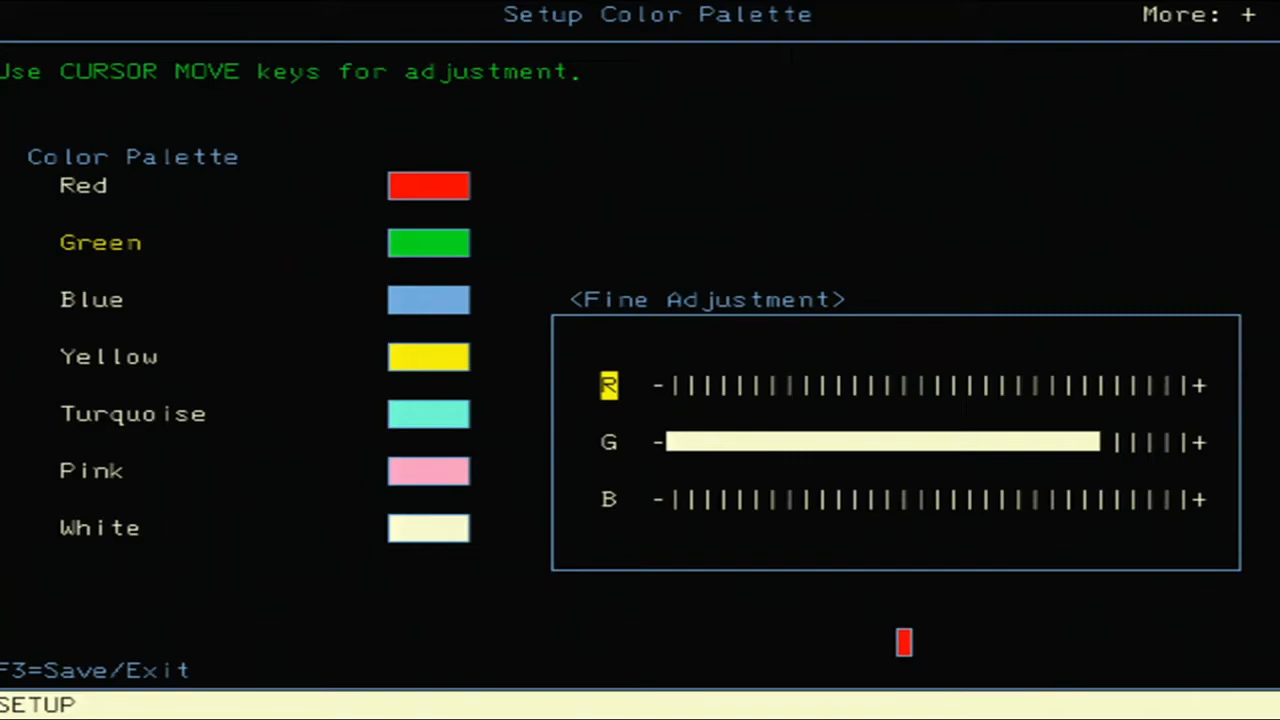 Setup Color Palette
More: +
Use CURSOR MOVE keys for adjustment.
Color Palette
Red
Green
Blue
Yellow
Turquoise
Pink
White
<Fine Adjustment>
R - +
G - +
B - +
F3=Save/Exit
SETUP